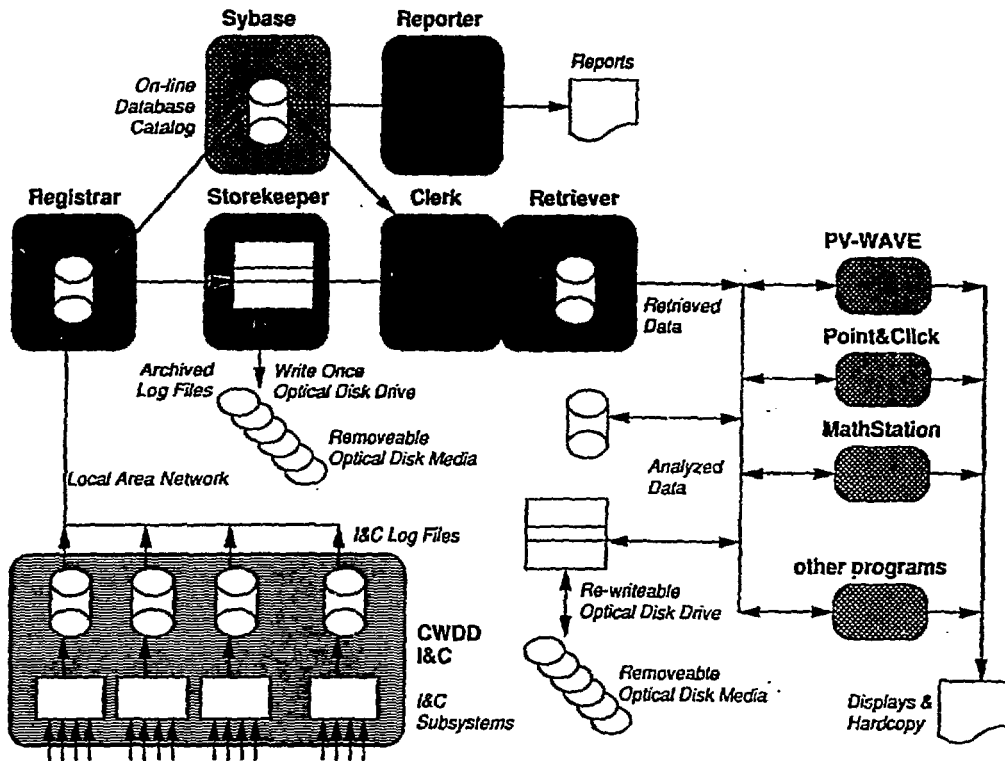 Sybase
Reporter
On-line
Database
Catalog
Reports
Registrar
Storekeeper
Clerk
Retriever
PV-WAVE
Retrieved
Data
Point&Click
Archived
Log Files
Write Once
Optical Disk Drive
Removeable
Optical Disk Media
MathStation
Local Area Network
Analyzed
Data
I&C Log Files
other programs
Re-writeable
Optical Disk Drive
CWDD
I&C
Removeable
Optical Disk Media
I&C
Subsystems
Displays &
Hardcopy